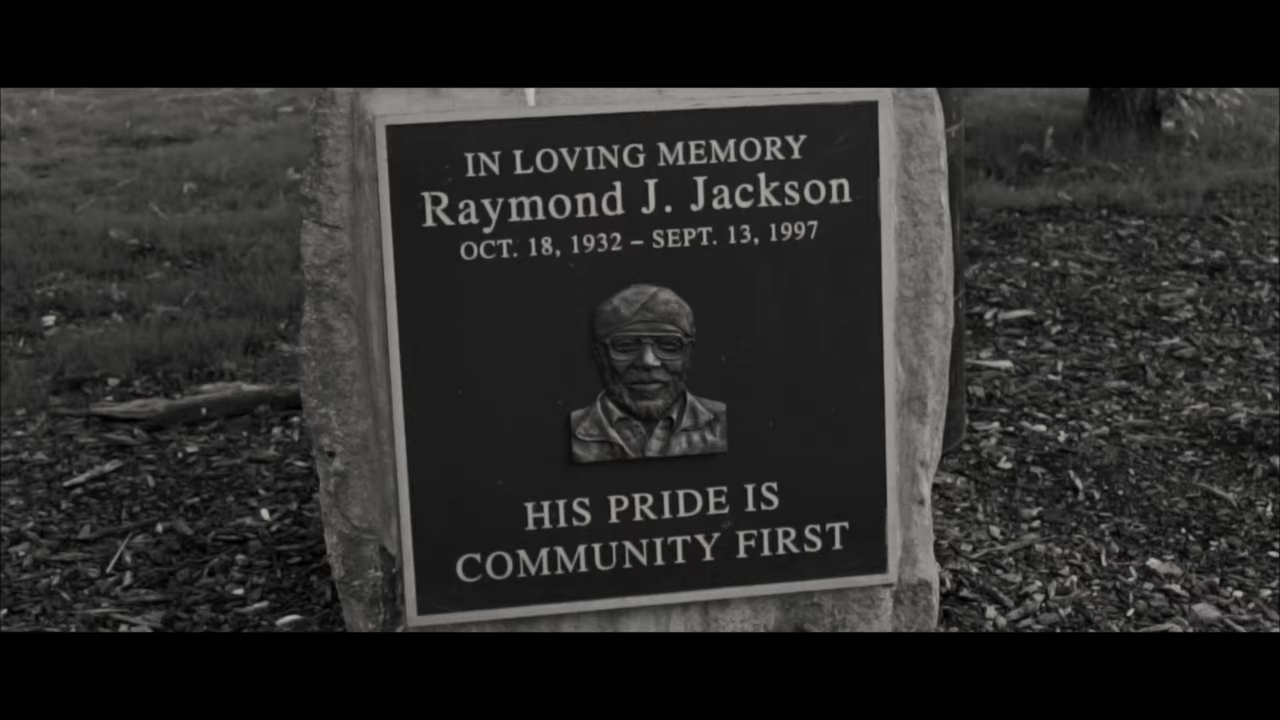 IN LOVING MEMORY
Raymond J. Jackson
OCT. 18, 1932 – SEPT. 13, 1997
HIS PRIDE IS
COMMUNITY FIRST